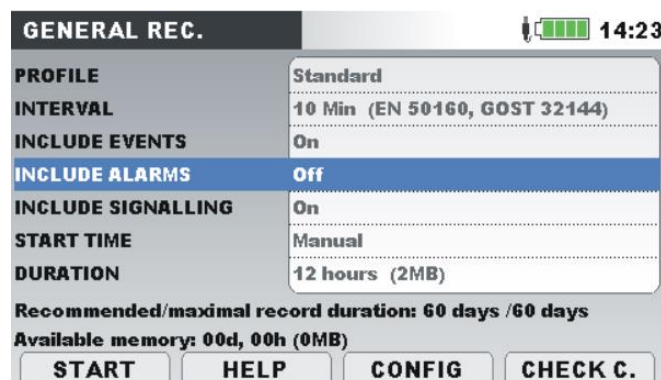 GENERAL REC. 14:23
PROFILE Standard
INTERVAL 10 Min (EN 50160, GOST 32144)
INCLUDE EVENTS On
INCLUDE ALARMS Off
INCLUDE SIGNALLING On
START TIME Manual
DURATION 12 hours (2MB)
Recommended/maximal record duration: 60 days /60 days
Available memory: 00d, 00h (0MB)
START HELP CONFIG CHECK C.